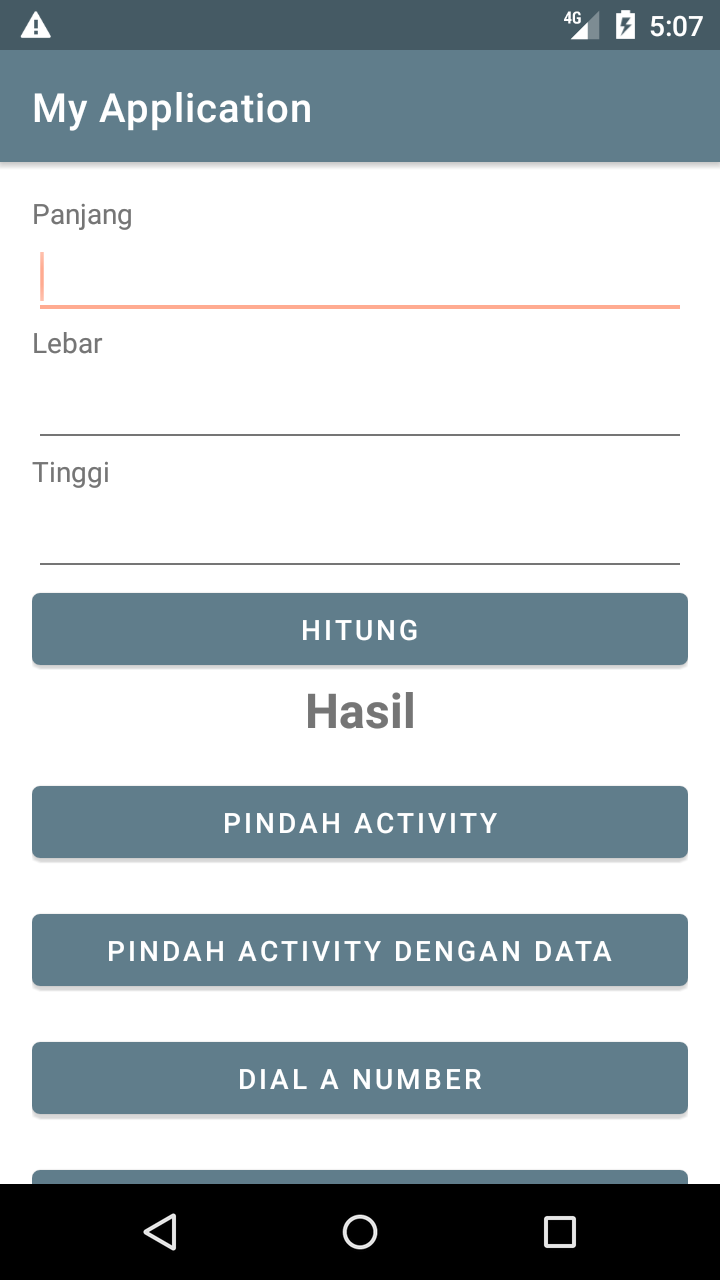 4G 5:07
My Application
Panjang
Lebar
Tinggi
HITUNG
Hasil
PINDAH ACTIVITY
PINDAH ACTIVITY DENGAN DATA
DIAL A NUMBER